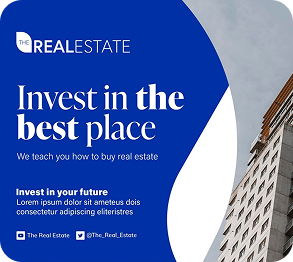 THE REALESTATE
Invest in the
best place
We teach you how to buy real estate
Invest in your future
Lorem ipsum dolor sit ameteus dois
consectetur adipiscing eliteristres
The Real Estate @The_Real_Estate